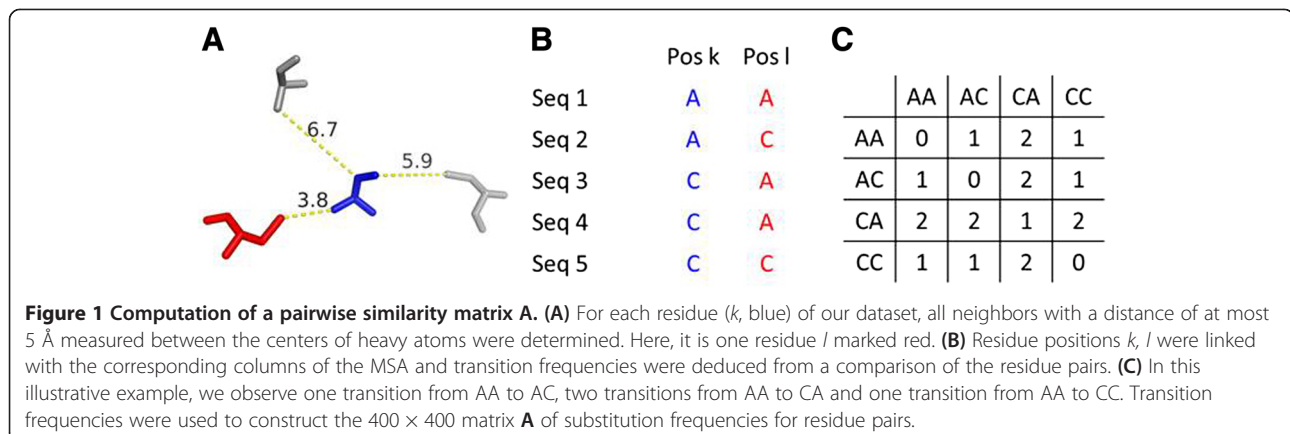 A
6.7
5.9
3.8
B
Pos k Pos l
Seq 1 A A
Seq 2 A C
Seq 3 C A
Seq 4 C A
Seq 5 C C
C
AA AC CA CC
AA 0 1 2 1
AC 1 0 2 1
CA 2 2 1 2
CC 1 1 2 0
Figure 1 Computation of a pairwise similarity matrix A. (A) For each residue (k, blue) of our dataset, all neighbors with a distance of at most
5 Å measured between the centers of heavy atoms were determined. Here, it is one residue l marked red. (B) Residue positions k, l were linked
with the corresponding columns of the MSA and transition frequencies were deduced from a comparison of the residue pairs. (C) In this
illustrative example, we observe one transition from AA to AC, two transitions from AA to CA and one transition from AA to CC. Transition
frequencies were used to construct the 400 × 400 matrix A of substitution frequencies for residue pairs.